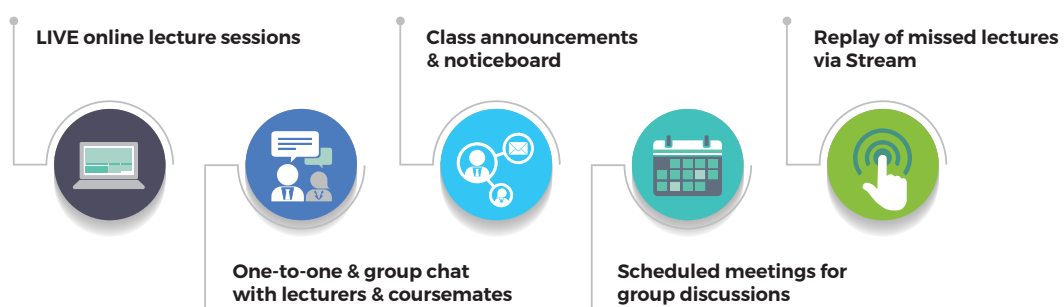 LIVE online lecture sessions
Class announcements
& noticeboard
Replay of missed lectures
via Stream
One-to-one & group chat
with lecturers & coursemates
Scheduled meetings for
group discussions